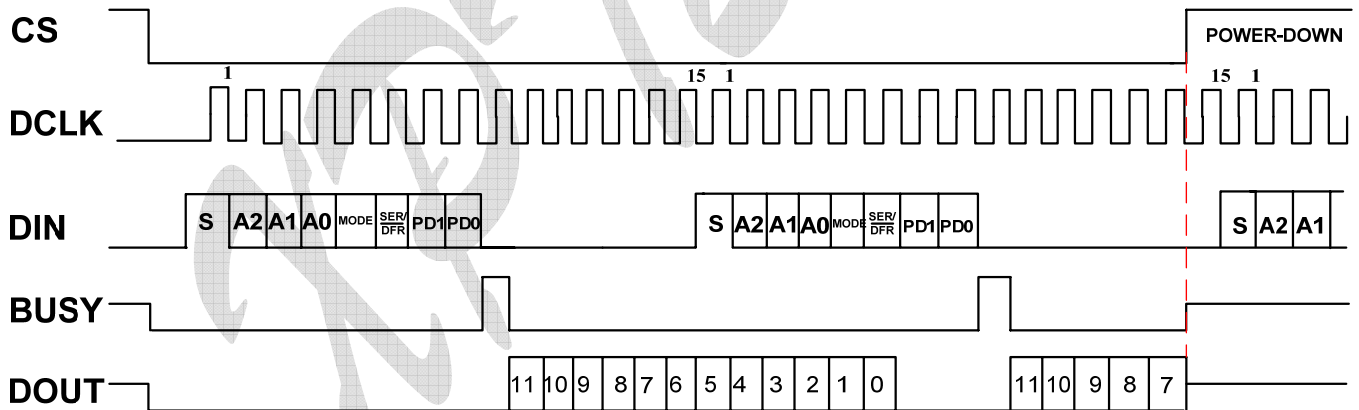 CS POWER-DOWN
1 15 1 15 1
DCLK
DIN S A2 A1 A0 MODE SER/DFR PD1 PD0 S A2 A1 A0 MODE SER/DFR PD1 PD0 S A2 A1
BUSY
DOUT 11 10 9 8 7 6 5 4 3 2 1 0 11 10 9 8 7